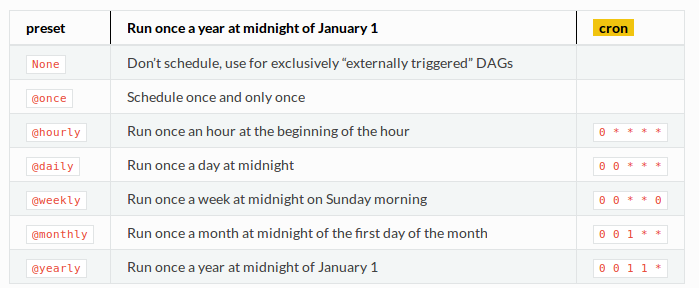 preset Run once a year at midnight of January 1 cron
None Don't schedule, use for exclusively “externally triggered” DAGs
@once Schedule once and only once
@hourly Run once an hour at the beginning of the hour 0 * * * *
@daily Run once a day at midnight 0 0 * * *
@weekly Run once a week at midnight on Sunday morning 0 0 * * 0
@monthly Run once a month at midnight of the first day of the month 0 0 1 * *
@yearly Run once a year at midnight of January 1 0 0 1 1 *